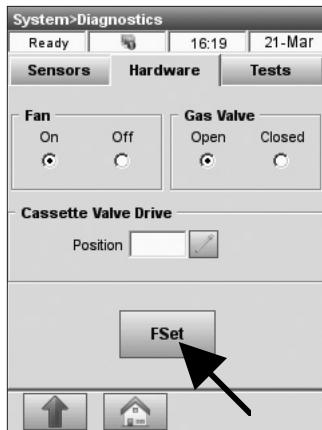 System>Diagnostics
Ready 16:19 21-Mar
Sensors Hardware Tests
Fan Gas Valve
On Off Open Closed
Cassette Valve Drive
Position
FSet